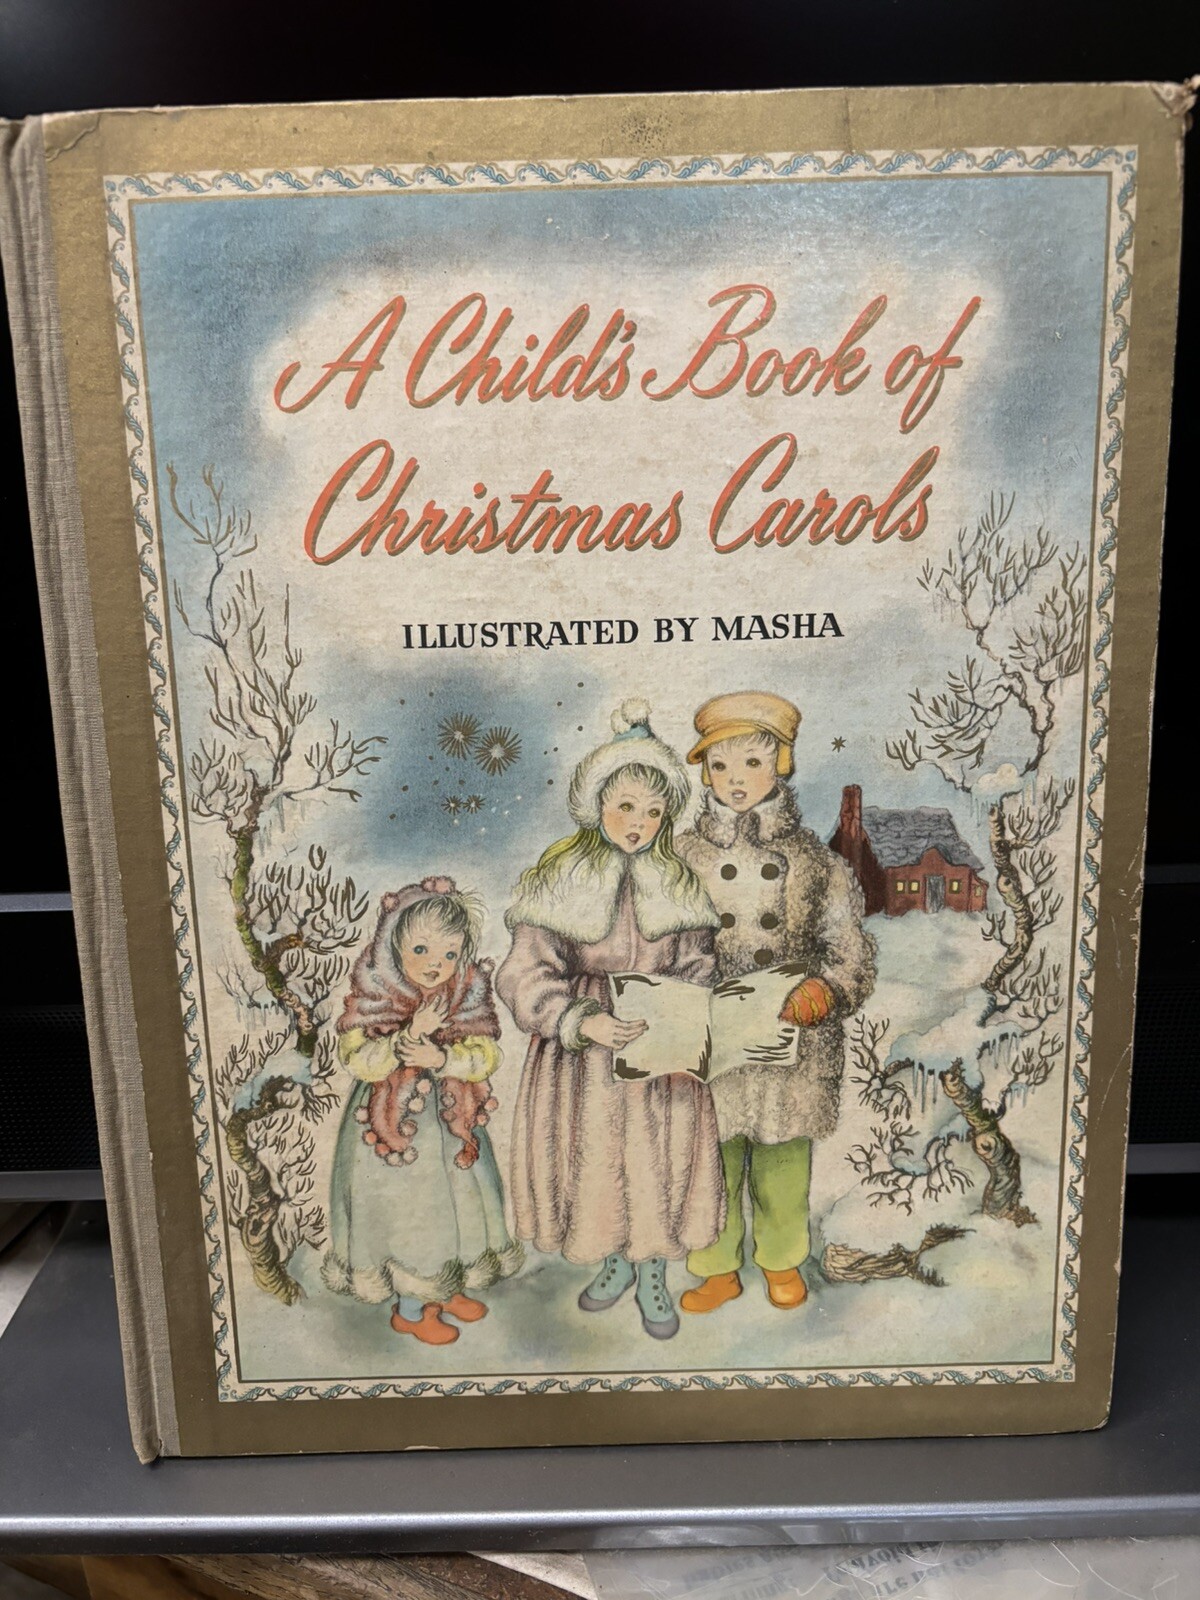 A Child's Book of
Christmas Carols
ILLUSTRATED BY MASHA